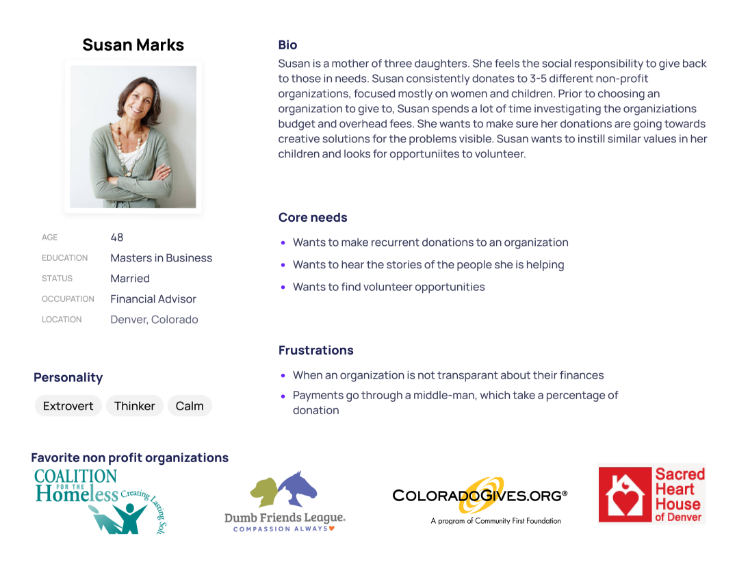 Susan Marks
AGE 48
EDUCATION Masters in Business
STATUS Married
OCCUPATION Financial Advisor
LOCATION Denver, Colorado
Personality
Extrovert Thinker Calm
Bio
Susan is a mother of three daughters. She feels the social responsibility to give back
to those in needs. Susan consistently donates to 3-5 different non-profit
organizations, focused mostly on women and children. Prior to choosing an
organization to give to, Susan spends a lot of time investigating the organiziations
budget and overhead fees. She wants to make sure her donations are going towards
creative solutions for the problems visible. Susan wants to instill similar values in her
children and looks for opportuniites to volunteer.
Core needs
Wants to make recurrent donations to an organization
Wants to hear the stories of the people she is helping
Wants to find volunteer opportunities
Frustrations
When an organization is not transparant about their finances
Payments go through a middle-man, which take a percentage of
donation
Favorite non profit organizations
COALITION
FOR THE
Homeless Creating Lasting
Dumb Friends League.
COMPASSION ALWAYS
COLORADOGIVES.ORG®
A program of Community First Foundation
Sacred
Heart
House
of Denver